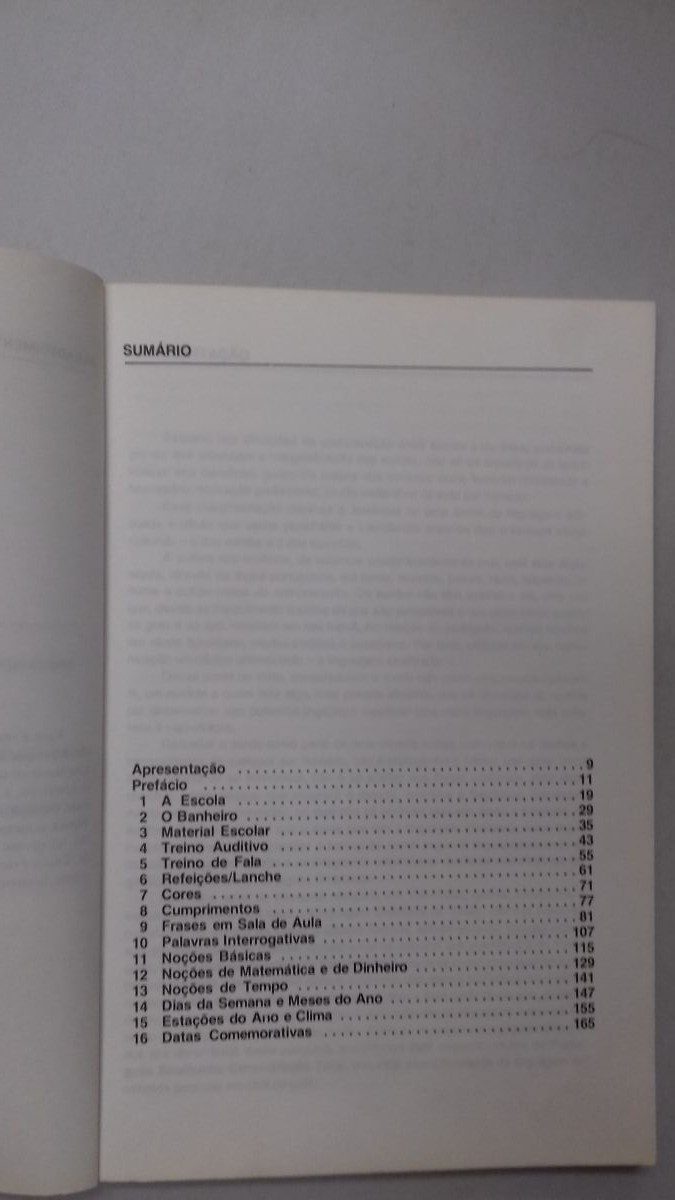 SUMÁRIO
Apresentação . . . . . . . . . . . . . . . . . . . . . . . . . . . . . . . . . . . . . . . . 9
Prefácio . . . . . . . . . . . . . . . . . . . . . . . . . . . . . . . . . . . . . . . . 11
1 A Escola . . . . . . . . . . . . . . . . . . . . . . . . . . . . . . . . . . . . . 19
2 O Banheiro . . . . . . . . . . . . . . . . . . . . . . . . . . . . . . . . . . . . 29
3 Material Escolar . . . . . . . . . . . . . . . . . . . . . . . . . . . . . . . . 35
4 Treino Auditivo . . . . . . . . . . . . . . . . . . . . . . . . . . . . . . . . 43
5 Treino de Fala . . . . . . . . . . . . . . . . . . . . . . . . . . . . . . . . . 55
6 Refeições/Lanche . . . . . . . . . . . . . . . . . . . . . . . . . . . . . . 61
7 Cores . . . . . . . . . . . . . . . . . . . . . . . . . . . . . . . . . . . . . . . . 71
8 Cumprimentos . . . . . . . . . . . . . . . . . . . . . . . . . . . . . . . . . 77
9 Frases em Sala de Aula . . . . . . . . . . . . . . . . . . . . . . . . . . 81
10 Palavras Interrogativas . . . . . . . . . . . . . . . . . . . . . . . . . . 107
11 Noções Básicas . . . . . . . . . . . . . . . . . . . . . . . . . . . . . . . 115
12 Noções de Matemática e de Dinheiro . . . . . . . . . . . . . . . . 129
13 Noções de Tempo . . . . . . . . . . . . . . . . . . . . . . . . . . . . . 141
14 Dias da Semana e Meses do Ano . . . . . . . . . . . . . . . . . . . 147
15 Estações do Ano e Clima . . . . . . . . . . . . . . . . . . . . . . . . 155
16 Datas Comemorativas . . . . . . . . . . . . . . . . . . . . . . . . . . 165